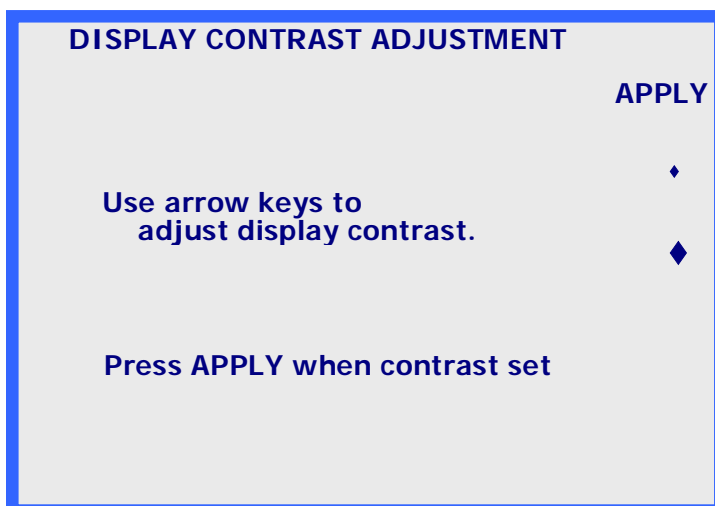 DISPLAY CONTRAST ADJUSTMENT
APPLY
Use arrow keys to
adjust display contrast.
Press APPLY when contrast set